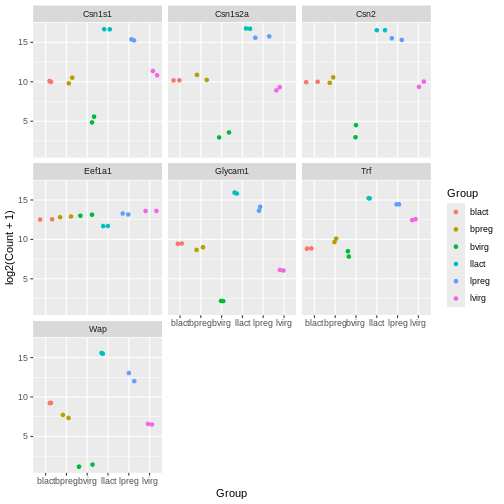 Csn1s1 Csn1s2a Csn2
15
10
5
Eef1a1 Glycam1 Trf
15
10
5
Wap
15
10
5
log2(Count + 1)
blact bpreg bvirg llact lpreg lvirg
blact bpreg bvirg llact lpreg lvirg
blact bpreg bvirg llact lpreg lvirg
Group
Group
blact
bpreg
bvirg
llact
lpreg
lvirg